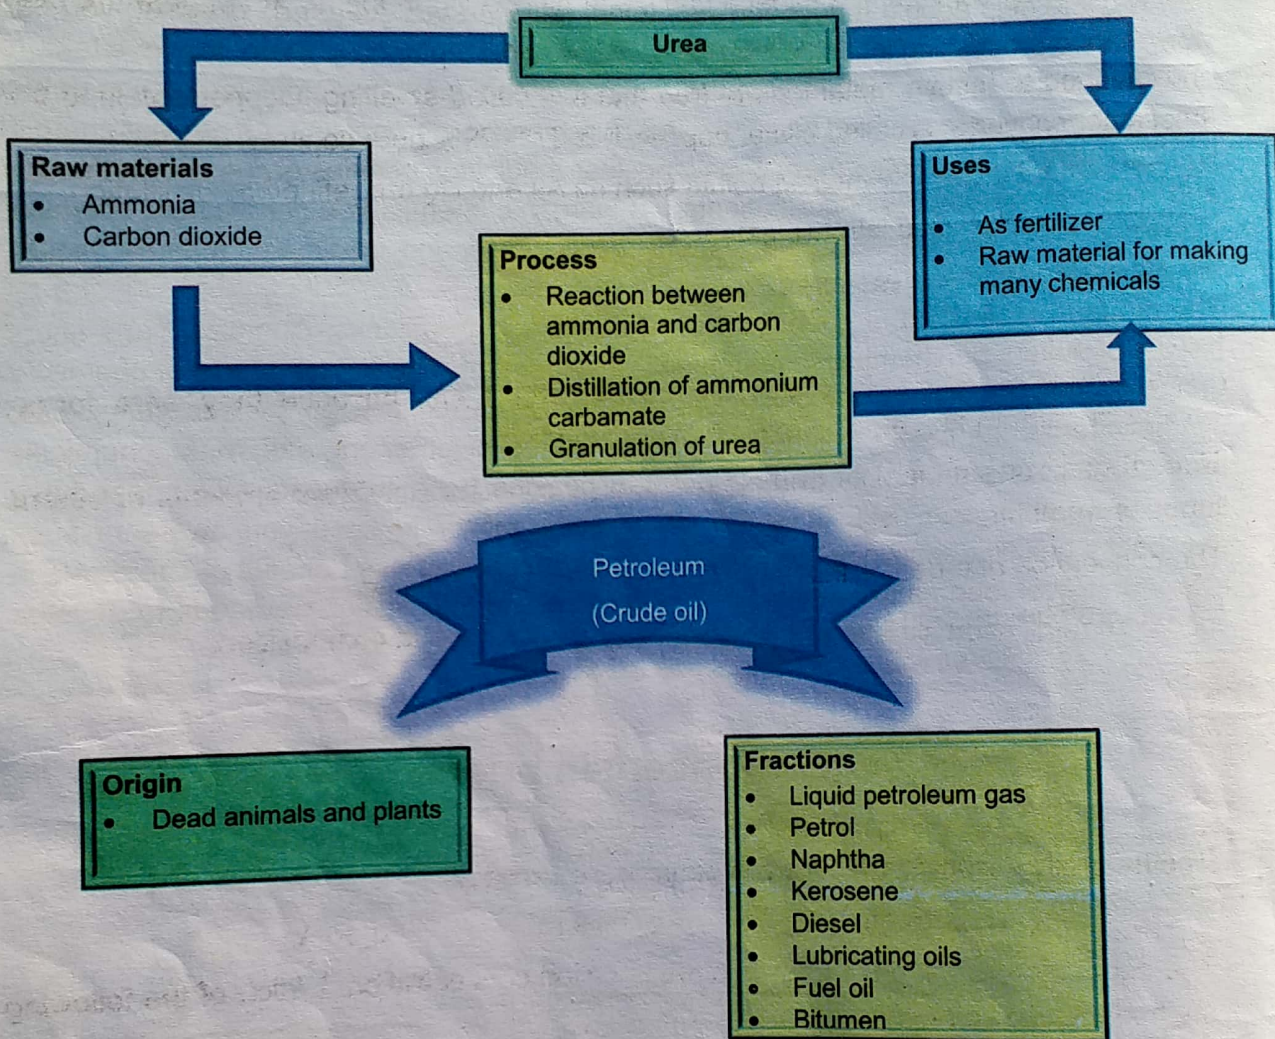 Urea
Raw materials
• Ammonia
• Carbon dioxide
Process
• Reaction between
ammonia and carbon
dioxide
• Distillation of ammonium
carbamate
• Granulation of urea
Uses
• As fertilizer
• Raw material for making
many chemicals
Petroleum
(Crude oil)
Origin
• Dead animals and plants
Fractions
• Liquid petroleum gas
• Petrol
• Naphtha
• Kerosene
• Diesel
• Lubricating oils
• Fuel oil
• Bitumen